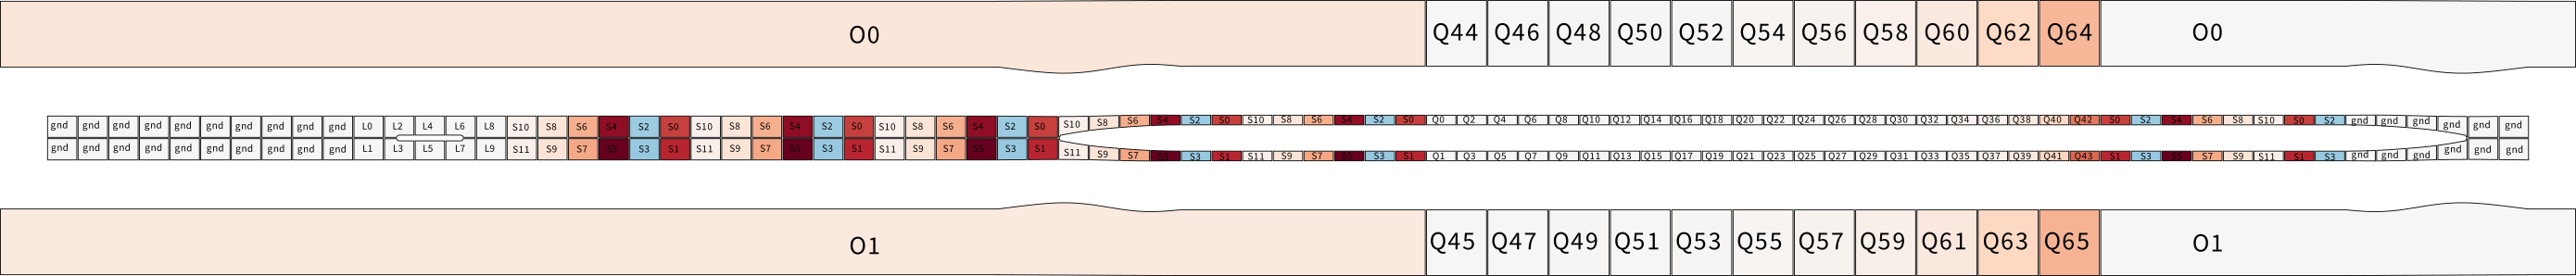 O0 Q44 Q46 Q48 Q50 Q52 Q54 Q56 Q58 Q60 Q62 Q64 O0
gnd gnd gnd gnd gnd gnd gnd gnd gnd gnd L0 L2 L4 L6 L8 S10 S8 S6 S4 S2 S0 S10 S8 S6 S4 S2 S0 S10 S8 S6 S4 S2 S0 S10 S8 S6 S4 S2 S0 S10 S8 S6 S4 S2 S0 Q0 Q2 Q4 Q6 Q8 Q10 Q12 Q14 Q16 Q18 Q20 Q22 Q24 Q26 Q28 Q30 Q32 Q34 Q36 Q38 Q40 Q42 S0 S2 S4 S6 S8 S10 S0 S2 gnd gnd gnd gnd gnd gnd
gnd gnd gnd gnd gnd gnd gnd gnd gnd gnd L1 L3 L5 L7 L9 S11 S9 S7 S5 S3 S1 S11 S9 S7 S5 S3 S1 S11 S9 S7 S5 S3 S1 S11 S9 S7 S5 S3 S1 S11 S9 S7 S5 S3 S1 Q1 Q3 Q5 Q7 Q9 Q11 Q13 Q15 Q17 Q19 Q21 Q23 Q25 Q27 Q29 Q31 Q33 Q35 Q37 Q39 Q41 Q43 S1 S3 S5 S7 S9 S11 S1 S3 gnd gnd gnd gnd gnd gnd
O1 Q45 Q47 Q49 Q51 Q53 Q55 Q57 Q59 Q61 Q63 Q65 O1